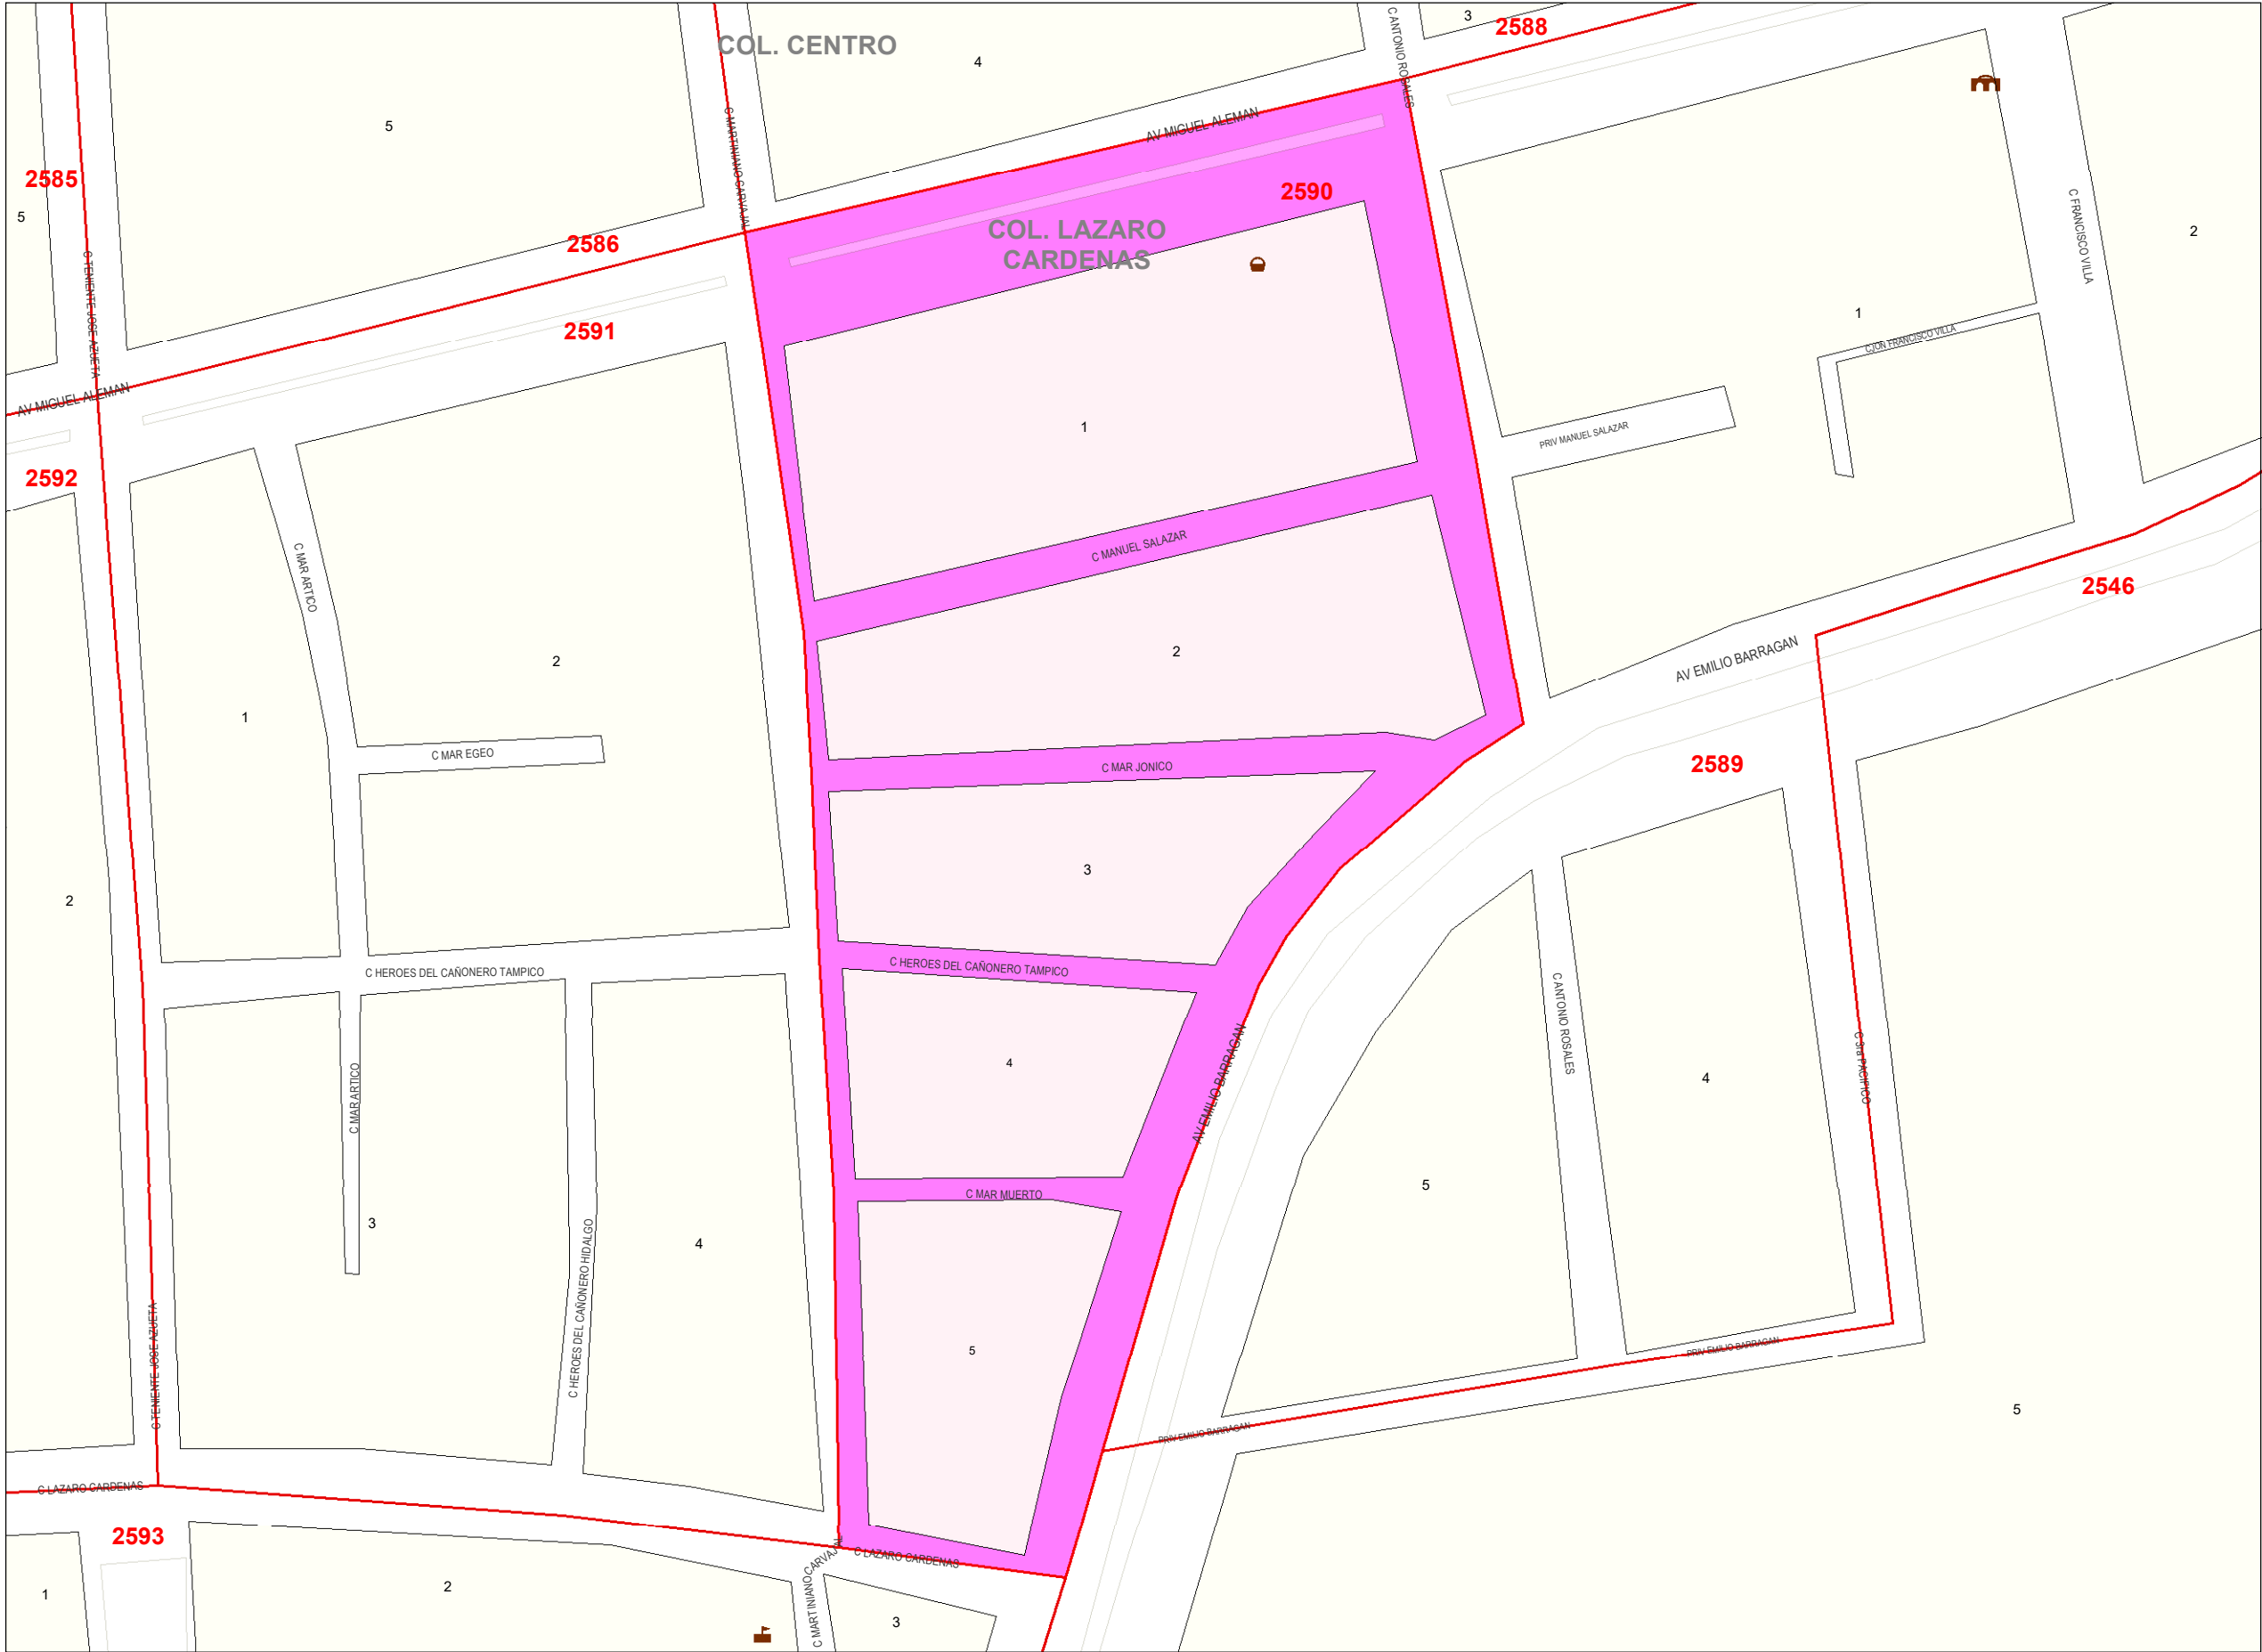 COL. CENTRO
C ANTONIO ROSALES
3
2588
4
5
C MARTINIANO CARVAJAL
AV MIGUEL ALEMAN
2585
5
2590
C FRANCISCO VILLA
2
COL. LAZARO
CARDENAS
2586
C TENIENTE JOSE AZUETA
2591
1
CJON FRANCISCO VILLA
AV MIGUEL ALEMAN
1
PRIV MANUEL SALAZAR
2592
C MANUEL SALAZAR
C MAR ARTICO
2546
2
2
AV EMILIO BARRAGAN
1
C MAR EGEO
C MAR JONICO
2589
3
2
C HEROES DEL CAÑONERO TAMPICO
C HEROES DEL CAÑONERO TAMPICO
C ANTONIO ROSALES
4
AV EMILIO BARRAGAN
C 3ra PACIFICO
4
C MAR ARTICO
5
C MAR MUERTO
3
4
C HEROES DEL CAÑONERO HIDALGO
5
PRIV EMILIO BARRAGAN
C TENIENTE JOSE AZUETA
5
PRIV EMILIO BARRAGAN
C LAZARO CARDENAS
2593
C LAZARO CARDENAS
C MARTINIANO CARVAJAL
1
2
3